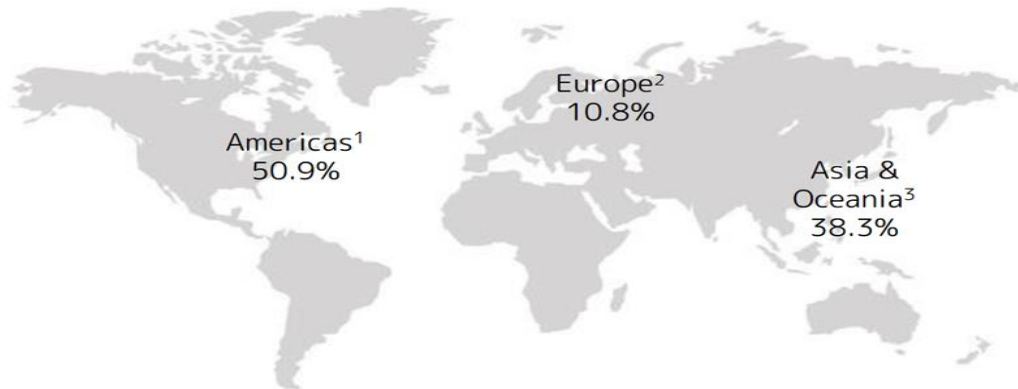 Americas¹
50.9%
Europe²
10.8%
Asia &
Oceania³
38.3%